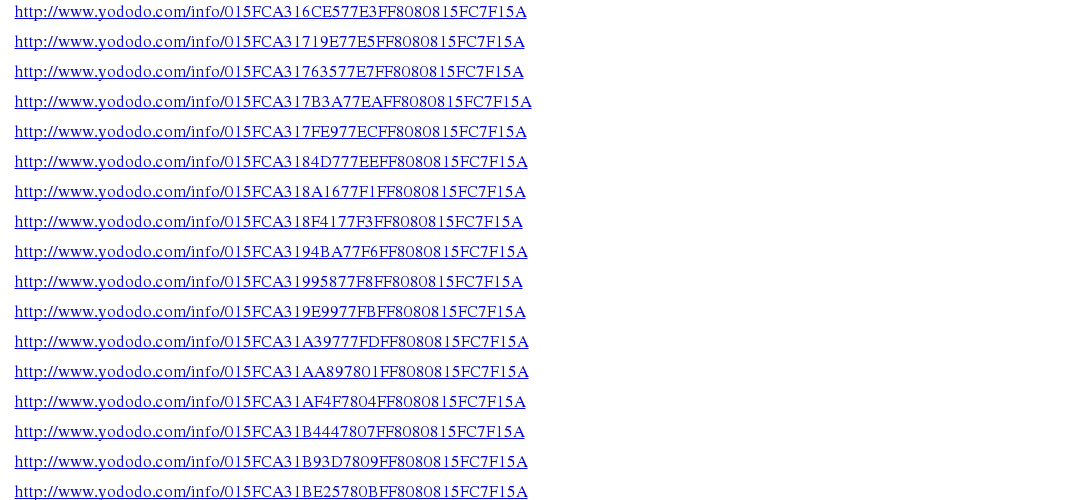 http://www.yododo.com/info/015FCA316CE577E3FF8080815FC7F15A
http://www.yododo.com/info/015FCA31719E77E5FF8080815FC7F15A
http://www.yododo.com/info/015FCA31763577E7FF8080815FC7F15A
http://www.yododo.com/info/015FCA317B3A77EAFF8080815FC7F15A
http://www.yododo.com/info/015FCA317FE977ECFF8080815FC7F15A
http://www.yododo.com/info/015FCA3184D777EEFF8080815FC7F15A
http://www.yododo.com/info/015FCA318A1677F1FF8080815FC7F15A
http://www.yododo.com/info/015FCA318F4177F3FF8080815FC7F15A
http://www.yododo.com/info/015FCA3194BA77F6FF8080815FC7F15A
http://www.yododo.com/info/015FCA31995877F8FF8080815FC7F15A
http://www.yododo.com/info/015FCA319E9977FBFF8080815FC7F15A
http://www.yododo.com/info/015FCA31A39777FDFF8080815FC7F15A
http://www.yododo.com/info/015FCA31AA897801FF8080815FC7F15A
http://www.yododo.com/info/015FCA31AF4F7804FF8080815FC7F15A
http://www.yododo.com/info/015FCA31B4447807FF8080815FC7F15A
http://www.yododo.com/info/015FCA31B93D7809FF8080815FC7F15A
http://www.yododo.com/info/015FCA31BE25780BFF8080815FC7F15A